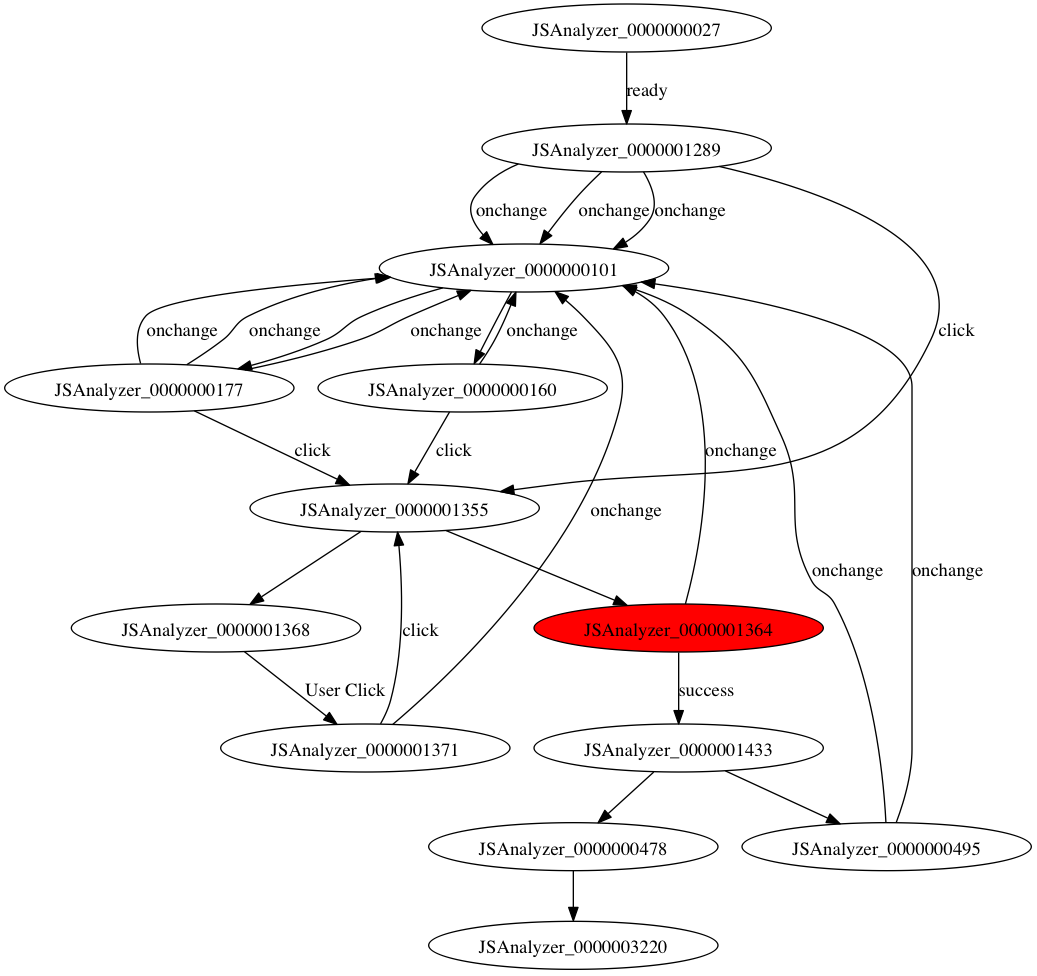 JSAnalyzer_0000000027
ready
JSAnalyzer_0000001289
onchange
onchange
onchange
JSAnalyzer_0000000101
onchange
onchange
onchange
onchange
click
JSAnalyzer_0000000177
JSAnalyzer_0000000160
click
click
onchange
JSAnalyzer_0000001355
onchange
onchange
onchange
JSAnalyzer_0000001368
click
JSAnalyzer_0000001364
User Click
success
JSAnalyzer_0000001371
JSAnalyzer_0000001433
JSAnalyzer_0000000478
JSAnalyzer_0000000495
JSAnalyzer_0000003220